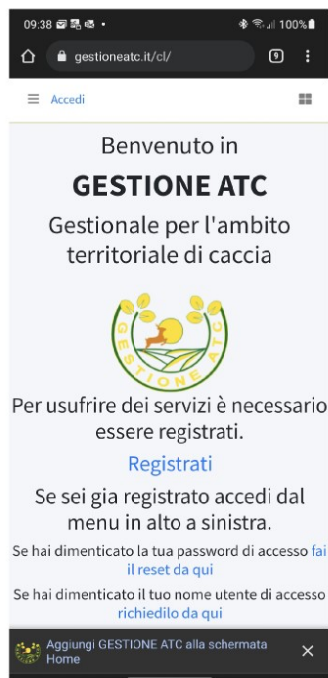 09:38
100%
gestioneatc.it/cl/
9
Accedi
Benvenuto in
GESTIONE ATC
Gestionale per l'ambito
territoriale di caccia
GESTIONE ATC
Per usufrire dei servizi è necessario
essere registrati.
Registrati
Se sei gia registrato accedi dal
menu in alto a sinistra.
Se hai dimenticato la tua password di accesso fai
il reset da qui
Se hai dimenticato il tuo nome utente di accesso
richiedilo da qui
Aggiungi GESTIONE ATC alla schermata
Home